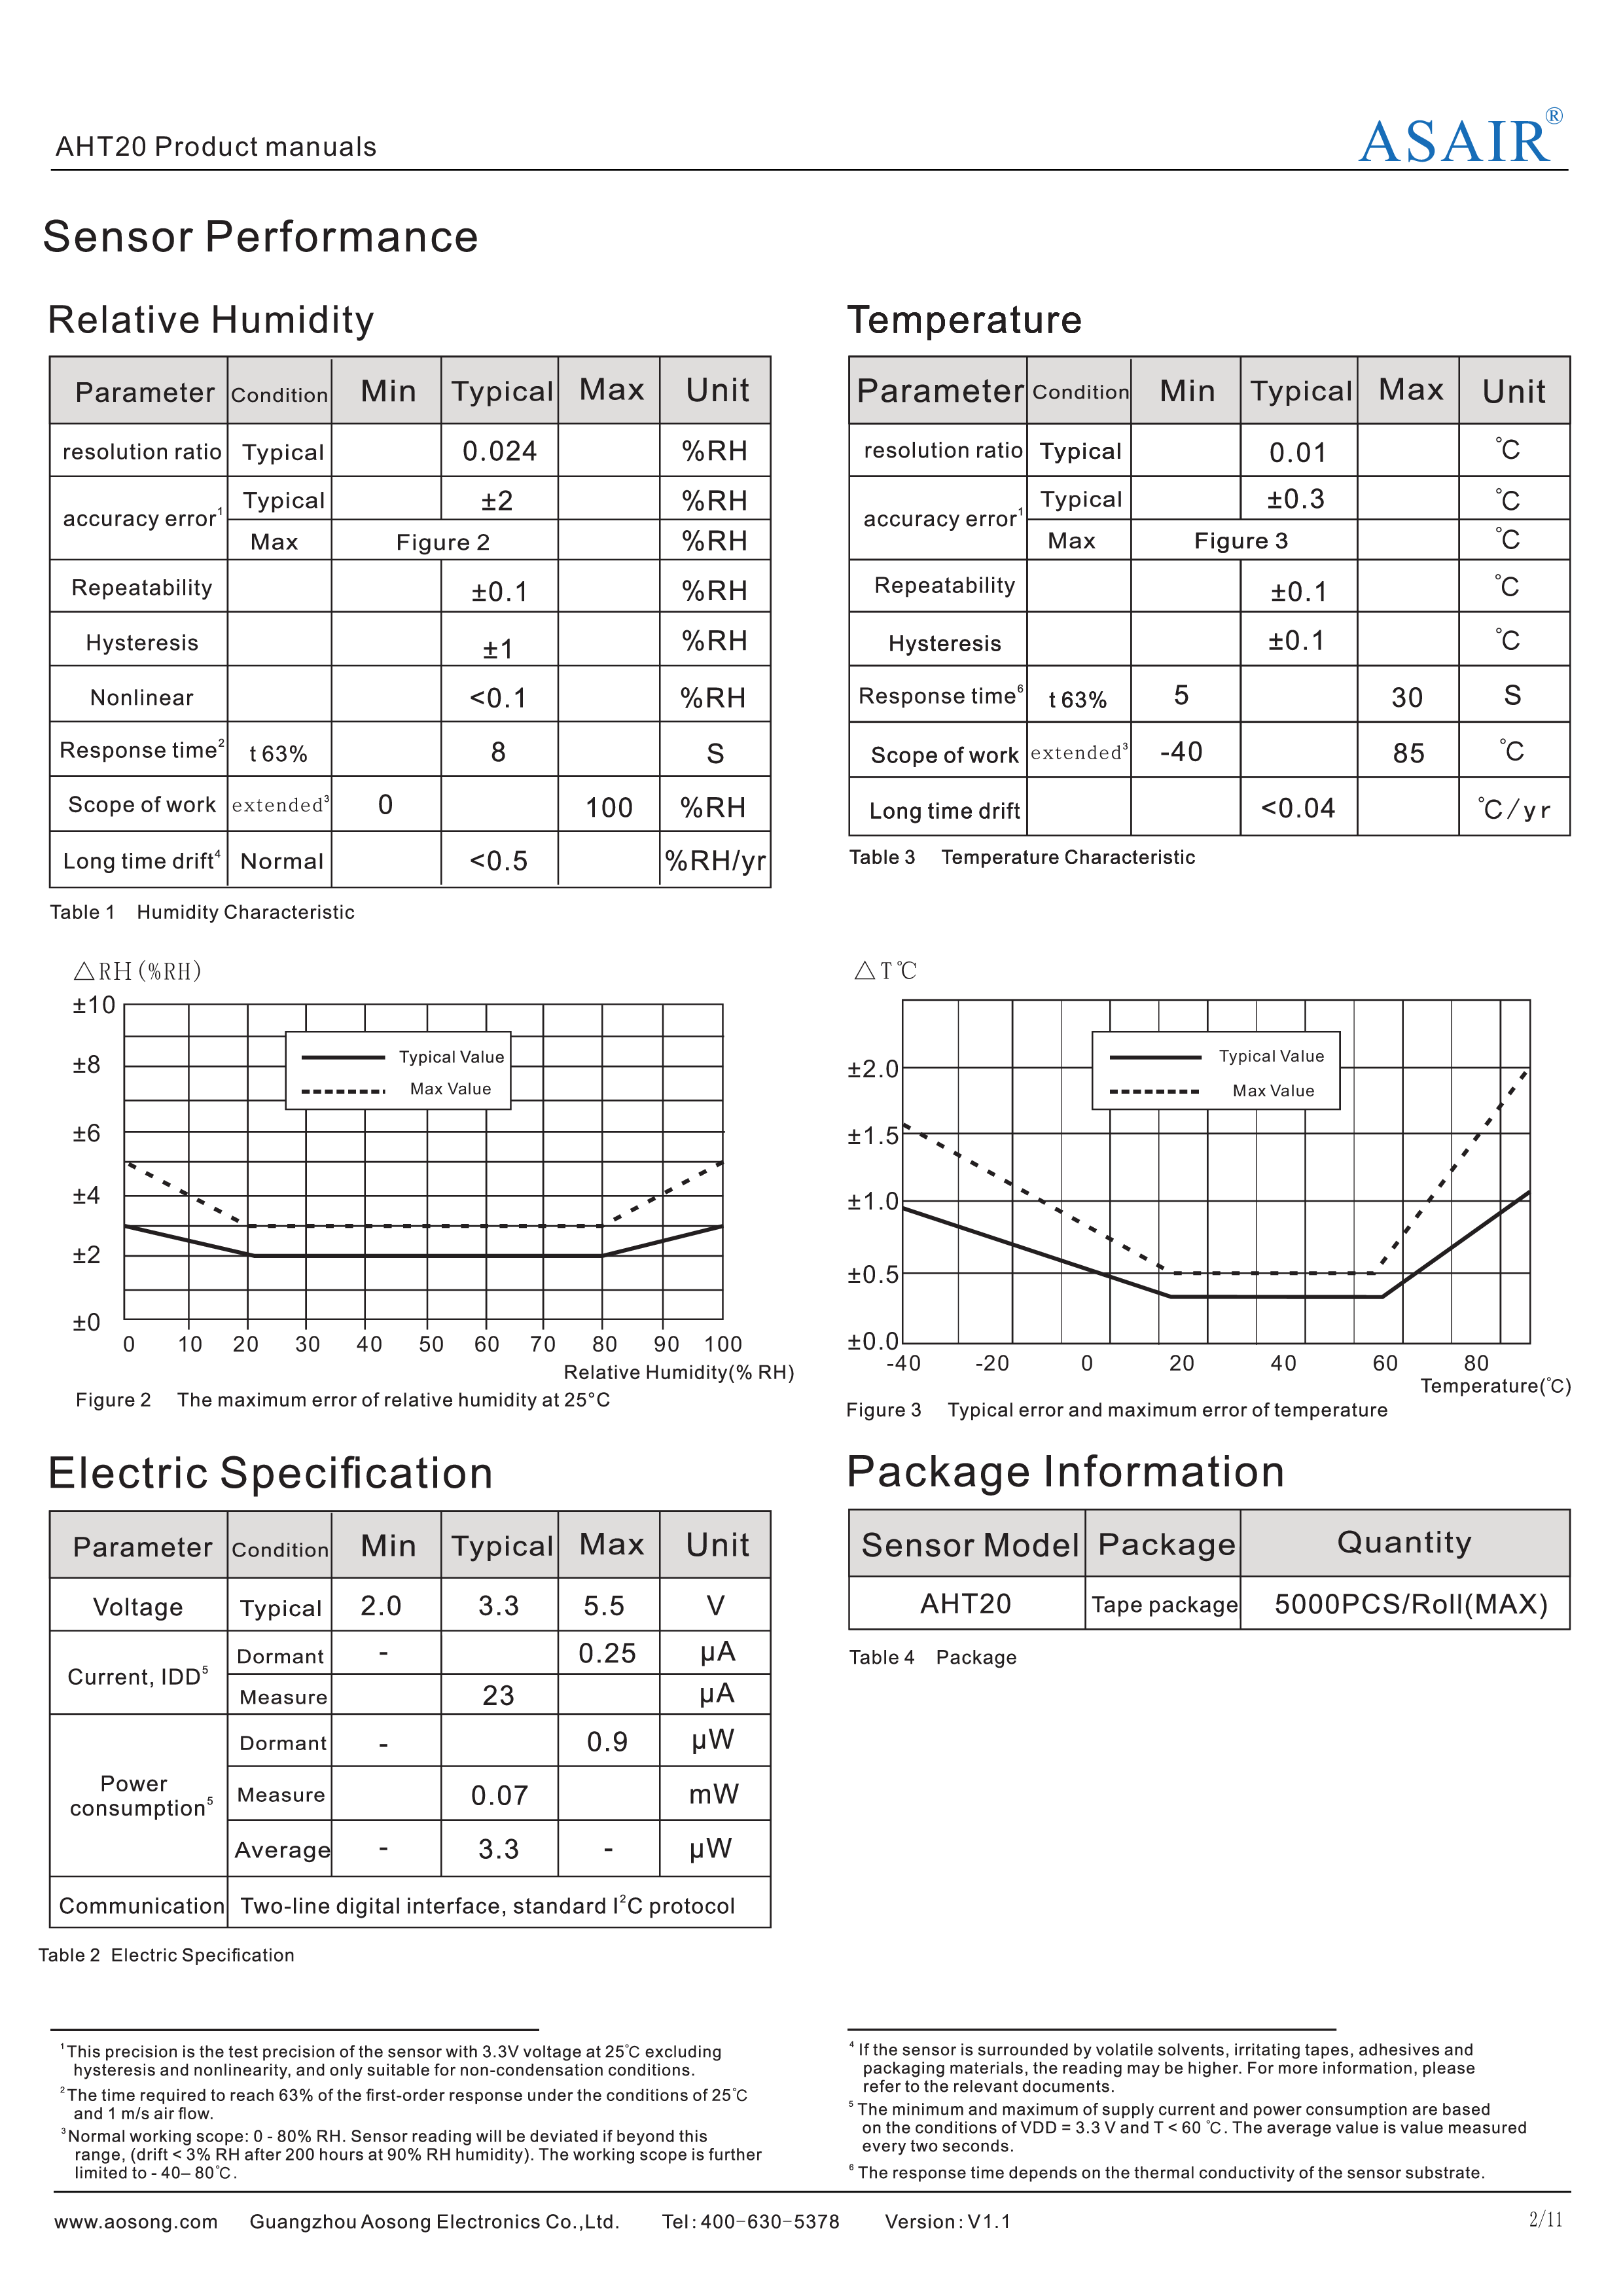 AHT20 Product manuals
ASAIR®
Sensor Performance
Relative Humidity
Parameter Condition Min Typical Max Unit
resolution ratio Typical 0.024 %RH
accuracy error¹ Typical ±2 %RH
Max Figure 2 %RH
Repeatability ±0.1 %RH
Hysteresis ±1 %RH
Nonlinear <0.1 %RH
Response time² t 63% 8 S
Scope of work extended³ 0 100 %RH
Long time drift⁴ Normal <0.5 %RH/yr
Table 1 Humidity Characteristic
Temperature
Parameter Condition Min Typical Max Unit
resolution ratio Typical 0.01 ℃
accuracy error¹ Typical ±0.3 ℃
Max Figure 3 ℃
Repeatability ±0.1 ℃
Hysteresis ±0.1 ℃
Response time⁶ t 63% 5 30 S
Scope of work extended³ -40 85 ℃
Long time drift <0.04 ℃/yr
Table 3 Temperature Characteristic
△RH(%RH)
±10
±8
±6
±4
±2
±0
Typical Value
Max Value
0 10 20 30 40 50 60 70 80 90 100
Relative Humidity(% RH)
Figure 2 The maximum error of relative humidity at 25°C
△T℃
±2.0
±1.5
±1.0
±0.5
±0.0
Typical Value
Max Value
-40 -20 0 20 40 60 80
Temperature(℃)
Figure 3 Typical error and maximum error of temperature
Electric Specification
Parameter Condition Min Typical Max Unit
Voltage Typical 2.0 3.3 5.5 V
Current, IDD⁵ Dormant - 0.25 µA
Measure 23 µA
Power consumption⁵ Dormant - 0.9 µW
Measure 0.07 mW
Average - 3.3 - µW
Communication Two-line digital interface, standard I²C protocol
Table 2 Electric Specification
Package Information
Sensor Model Package Quantity
AHT20 Tape package 5000PCS/Roll(MAX)
Table 4 Package
¹ This precision is the test precision of the sensor with 3.3V voltage at 25℃ excluding
hysteresis and nonlinearity, and only suitable for non-condensation conditions.
² The time required to reach 63% of the first-order response under the conditions of 25℃
and 1 m/s air flow.
³ Normal working scope: 0 - 80% RH. Sensor reading will be deviated if beyond this
range, (drift < 3% RH after 200 hours at 90% RH humidity). The working scope is further
limited to - 40– 80℃.
⁴ If the sensor is surrounded by volatile solvents, irritating tapes, adhesives and
packaging materials, the reading may be higher. For more information, please
refer to the relevant documents.
⁵ The minimum and maximum of supply current and power consumption are based
on the conditions of VDD = 3.3 V and T < 60 ℃. The average value is value measured
every two seconds.
⁶ The response time depends on the thermal conductivity of the sensor substrate.
www.aosong.com Guangzhou Aosong Electronics Co.,Ltd. Tel: 400-630-5378 Version: V1.1 2/11